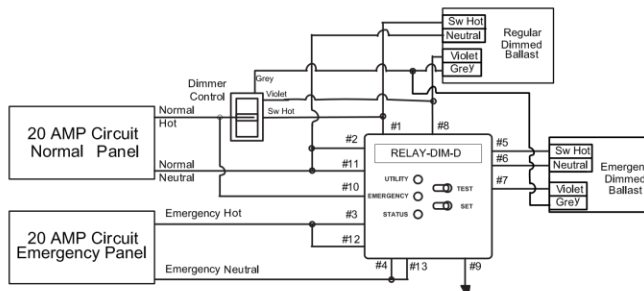 Sw Hot
Neutral
Violet
Grey
Regular
Dimmed
Ballast
Dimmer
Control
Grey
Violet
Sw Hot
20 AMP Circuit
Normal Panel
Normal
Hot
Normal
Neutral
#1
#8
#2
#11
#10
#3
#12
#4
#13
#9
#5
#6
#7
RELAY-DIM-D
UTILITY
EMERGENCY
STATUS
TEST
SET
Sw Hot
Neutral
Violet
Grey
Dimmed
Ballast
20 AMP Circuit
Emergency Panel
Emergency Hot
Emergency Neutral